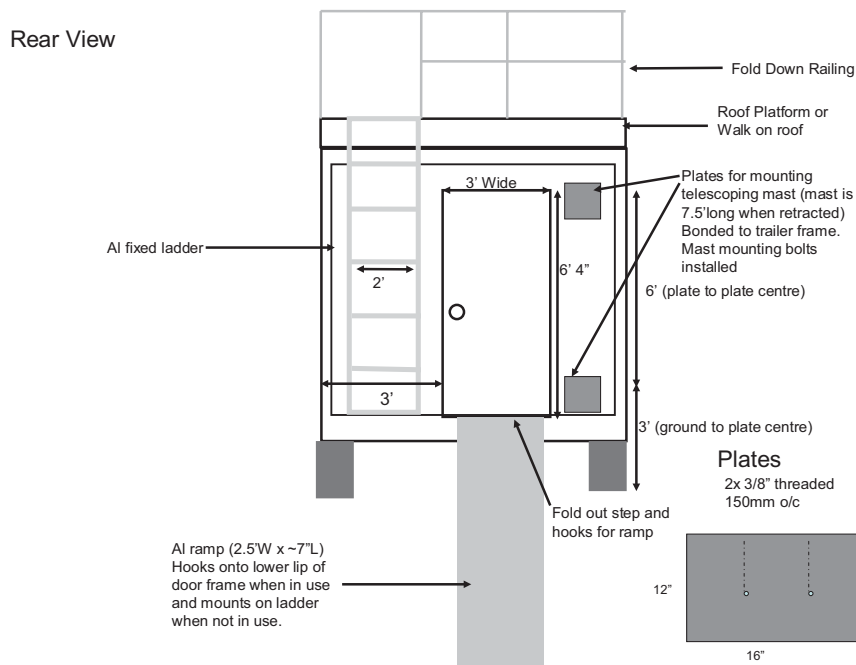 Rear View
Fold Down Railing
Roof Platform or
Walk on roof
3’ Wide
Plates for mounting
telescoping mast (mast is
7.5’long when retracted)
Bonded to trailer frame.
Mast mounting bolts
installed
Al fixed ladder
2’
6’ 4”
6’ (plate to plate centre)
3’
3’ (ground to plate centre)
Plates
2x 3/8” threaded
150mm o/c
Fold out step and
hooks for ramp
Al ramp (2.5’W x ~7”L)
Hooks onto lower lip of
door frame when in use
and mounts on ladder
when not in use.
12”
16”